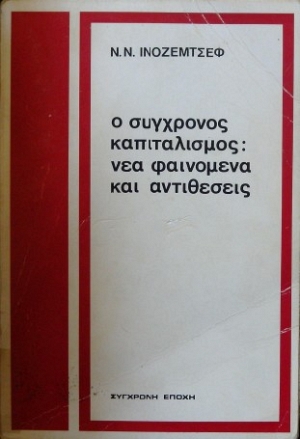 Ν.Ν. ΙΝΟΖΕΜΤΣΕΦ
ο συγχρονος
καπιταλισμος:
νεα φαινομενα
και αντιθεσεις
ΣΥΓΧΡΟΝΗ ΕΠΟΧΗ